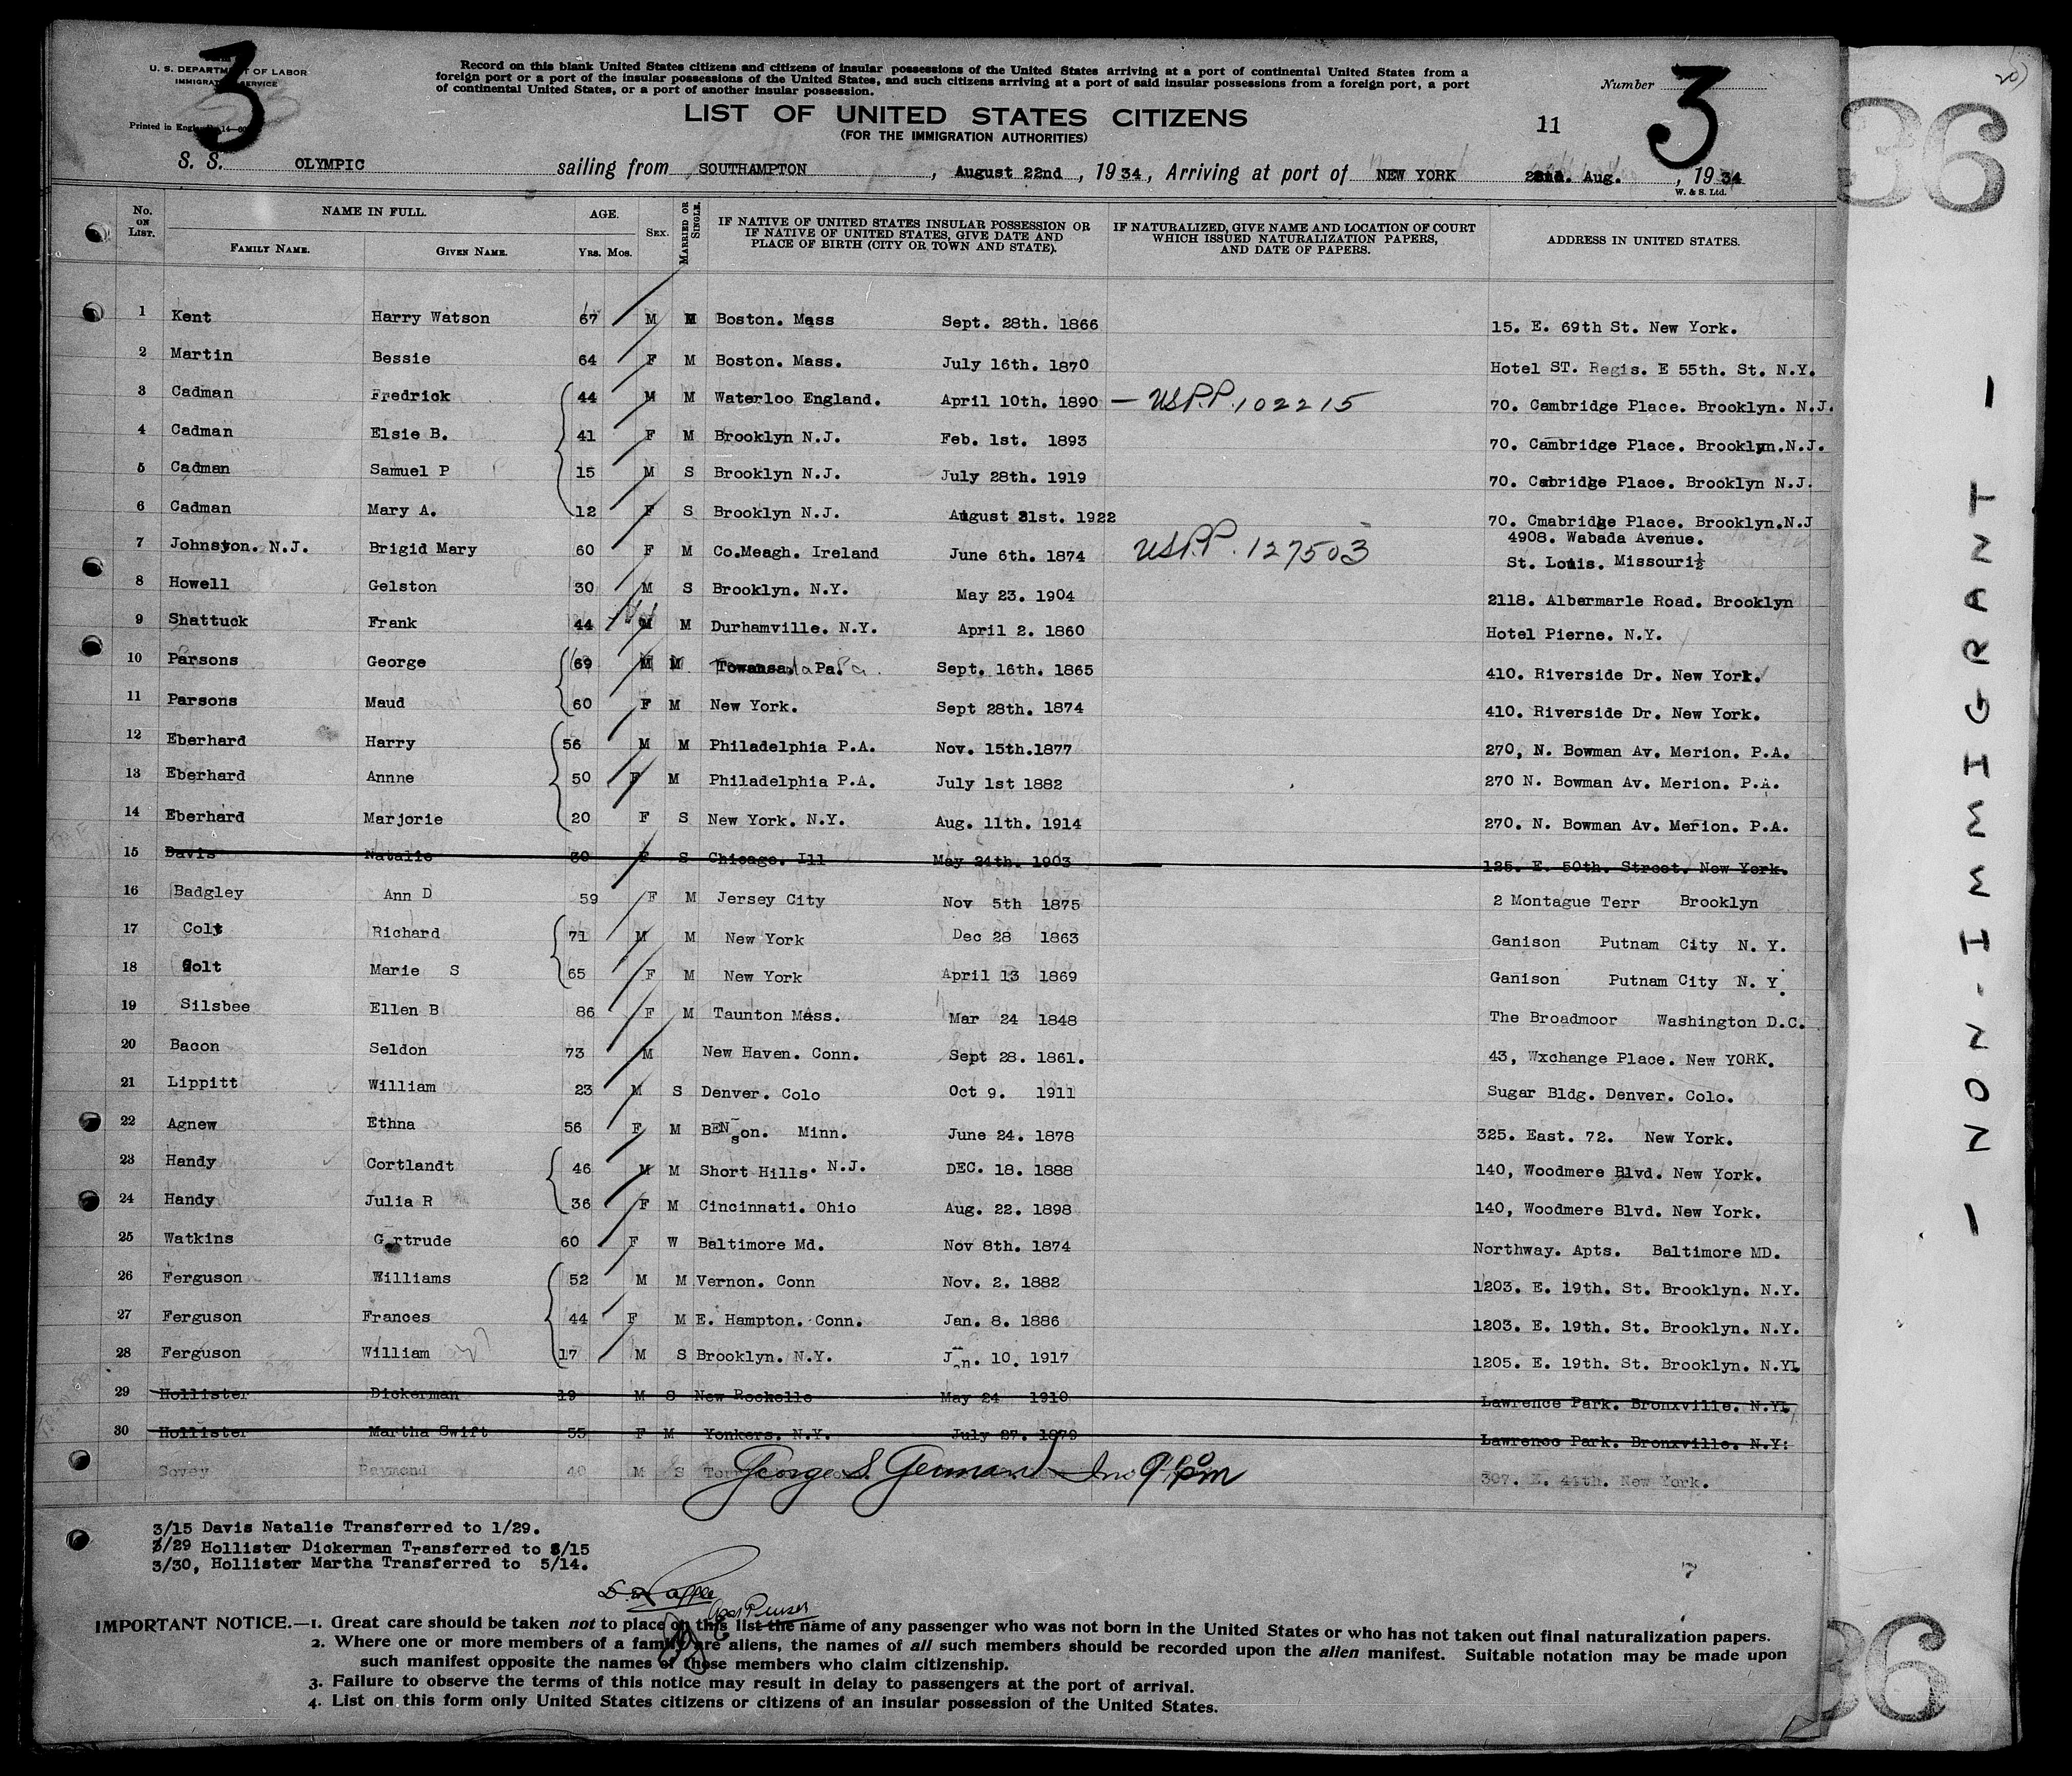 3
U. S. DEPARTMENT OF LABOR
IMMIGRATION SERVICE
Printed in England
Record on this blank United States citizens and citizens of insular possessions of the United States arriving at a port of continental United States from a
foreign port or a port of the insular possessions of the United States, and such citizens arriving at a port of said insular possessions from a foreign port, a port
of continental United States, or a port of another insular possession.
Number 3
LIST OF UNITED STATES CITIZENS
(FOR THE IMMIGRATION AUTHORITIES)
11
S. S. OLYMPIC sailing from SOUTHAMPTON, August 22nd, 1934, Arriving at port of NEW YORK Aug., 1934
W. & S. Ltd.
No. ON LIST. NAME IN FULL. FAMILY NAME. GIVEN NAME. AGE. YRS. MOS. SEX. MARRIED OR SINGLE. IF NATIVE OF UNITED STATES INSULAR POSSESSION OR IF NATIVE OF UNITED STATES, GIVE DATE AND PLACE OF BIRTH (CITY OR TOWN AND STATE). IF NATURALIZED, GIVE NAME AND LOCATION OF COURT WHICH ISSUED NATURALIZATION PAPERS, AND DATE OF PAPERS. ADDRESS IN UNITED STATES.
1 Kent Harry Watson 67 M M Boston. Mass Sept. 28th. 1866 15. E. 69th St. New York.
2 Martin Bessie 64 F M Boston. Mass. July 16th. 1870 Hotel ST. Regis. E 55th. St. N.Y.
3 Cadman Fredrick 44 M M Waterloo England. April 10th. 1890 — USP.P. 102215 70. Cambridge Place. Brooklyn. N.J.
4 Cadman Elsie B. 41 F M Brooklyn N.J. Feb. 1st. 1893 70. Cambridge Place. Brooklyn.N.J.
5 Cadman Samuel P 15 M S Brooklyn N.J. July 28th. 1919 70. Cabridge Place. Brooklyn N.J.
6 Cadman Mary A. 12 F S Brooklyn N.J. August 31st. 1922 70. Cmabridge Place. Brooklyn.N.J
7 Johnston. N.J. Brigid Mary 60 F M Co.Meagh. Ireland June 6th. 1874 USP.P. 127503 4908. Wabada Avenue.
St. Louis. Missouri½
8 Howell Gelston 30 M S Brooklyn. N.Y. May 23. 1904 2118. Albermarle Road. Brooklyn
9 Shattuck Frank 44 M M Durhamville. N.Y. April 2. 1860 Hotel Pierne. N.Y.
10 Parsons George 69 M M Pa. Sept. 16th. 1865 410. Riverside Dr. New York.
11 Parsons Maud 60 F M New York. Sept 28th. 1874 410. Riverside Dr. New York.
12 Eberhard Harry 56 M M Philadelphia P.A. Nov. 15th.1877 270, N. Bowman Av. Merion. P.A.
13 Eberhard Annne 50 F M Philadelphia P.A. July 1st 1882 270 N. Bowman Av. Merion. P.A.
14 Eberhard Marjorie 20 F S New York. N.Y. Aug. 11th. 1914 270. N. Bowman Av. Merion. P.A.
15 Davis Natalie 30 F S Chicago. Ill May 24th. 1903 125. E. 50th. Street. New York.
16 Badgley Ann D 59 F M Jersey City Nov 5th 1875 2 Montague Terr Brooklyn
17 Colt Richard 71 M M New York Dec 28 1863 Ganison Putnam City N. Y.
18 Colt Marie S 65 F M New York April 13 1869 Ganison Putnam City N. Y.
19 Silsbee Ellen B 86 F M Taunton Mass. Mar 24 1848 The Broadmoor Washington D.C.
20 Bacon Seldon 73 M New Haven. Conn. Sept 28. 1861. 43, Wxchange Place. New YORK.
21 Lippitt William 23 M S Denver. Colo Oct 9. 1911 Sugar Bldg. Denver. Colo.
22 Agnew Ethna 56 F M BENson. Minn. June 24. 1878 325. East. 72. New York.
23 Handy Cortlandt 46 M M Short Hills. N.J. DEC. 18. 1888 140, Woodmere Blvd. New York.
24 Handy Julia R 36 F M Cincinnati. Ohio Aug. 22. 1898 140, Woodmere Blvd. New York.
25 Watkins Gertrude 60 F W Baltimore Md. Nov 8th. 1874 Northway. Apts. Baltimore MD.
26 Ferguson Williams 52 M M Vernon. Conn Nov. 2. 1882 1203. E. 19th. St. Brooklyn. N.Y.
27 Ferguson Frances 44 F M E. Hampton. Conn. Jan. 8. 1886 1203. E. 19th. St. Brooklyn. N.Y.
28 Ferguson William 17 M S Brooklyn. N.Y. Jan. 10. 1917 1205. E. 19th. St. Brooklyn. N.Y.
29 Hollister Dickerman 19 M S New Rochelle May 24 1910 Lawrence Park. Bronxville. N.Y.
30 Hollister Martha Swift 55 F M Yonkers. N.Y. July 27. 1879 Lawrence Park. Bronxville. N.Y:
Sovey Raymond 40 M S 307. E. 44th. New York.
George S. German Ins 9 pm
3/15 Davis Natalie Transferred to 1/29.
3/29 Hollister Dickerman Transferred to 5/15
3/30, Hollister Martha Transferred to 5/14.
Asst Purser
IMPORTANT NOTICE.—1. Great care should be taken not to place on this list the name of any passenger who was not born in the United States or who has not taken out final naturalization papers.
2. Where one or more members of a family are aliens, the names of all such members should be recorded upon the alien manifest. Suitable notation may be made upon
such manifest opposite the names of those members who claim citizenship.
3. Failure to observe the terms of this notice may result in delay to passengers at the port of arrival.
4. List on this form only United States citizens or citizens of an insular possession of the United States.
36
— NON-IMMIGRANT —
36